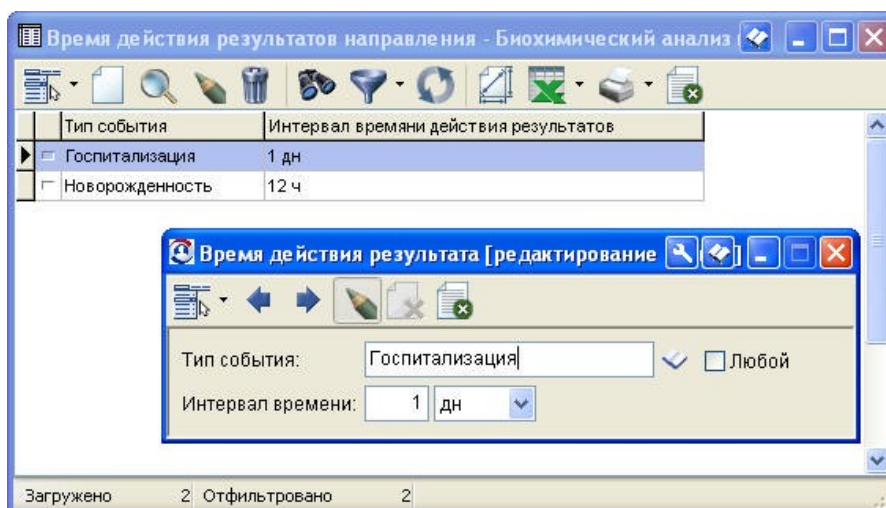 Время действия результатов направления - Биохимический анализ (
Тип события Интервал времяни действия результатов
Госпитализация 1 дн
Новорожденность 12 ч
Время действия результата [редактирование
Тип события: Госпитализация Любой
Интервал времени: 1 дн
Загружено 2 Отфильтровано 2